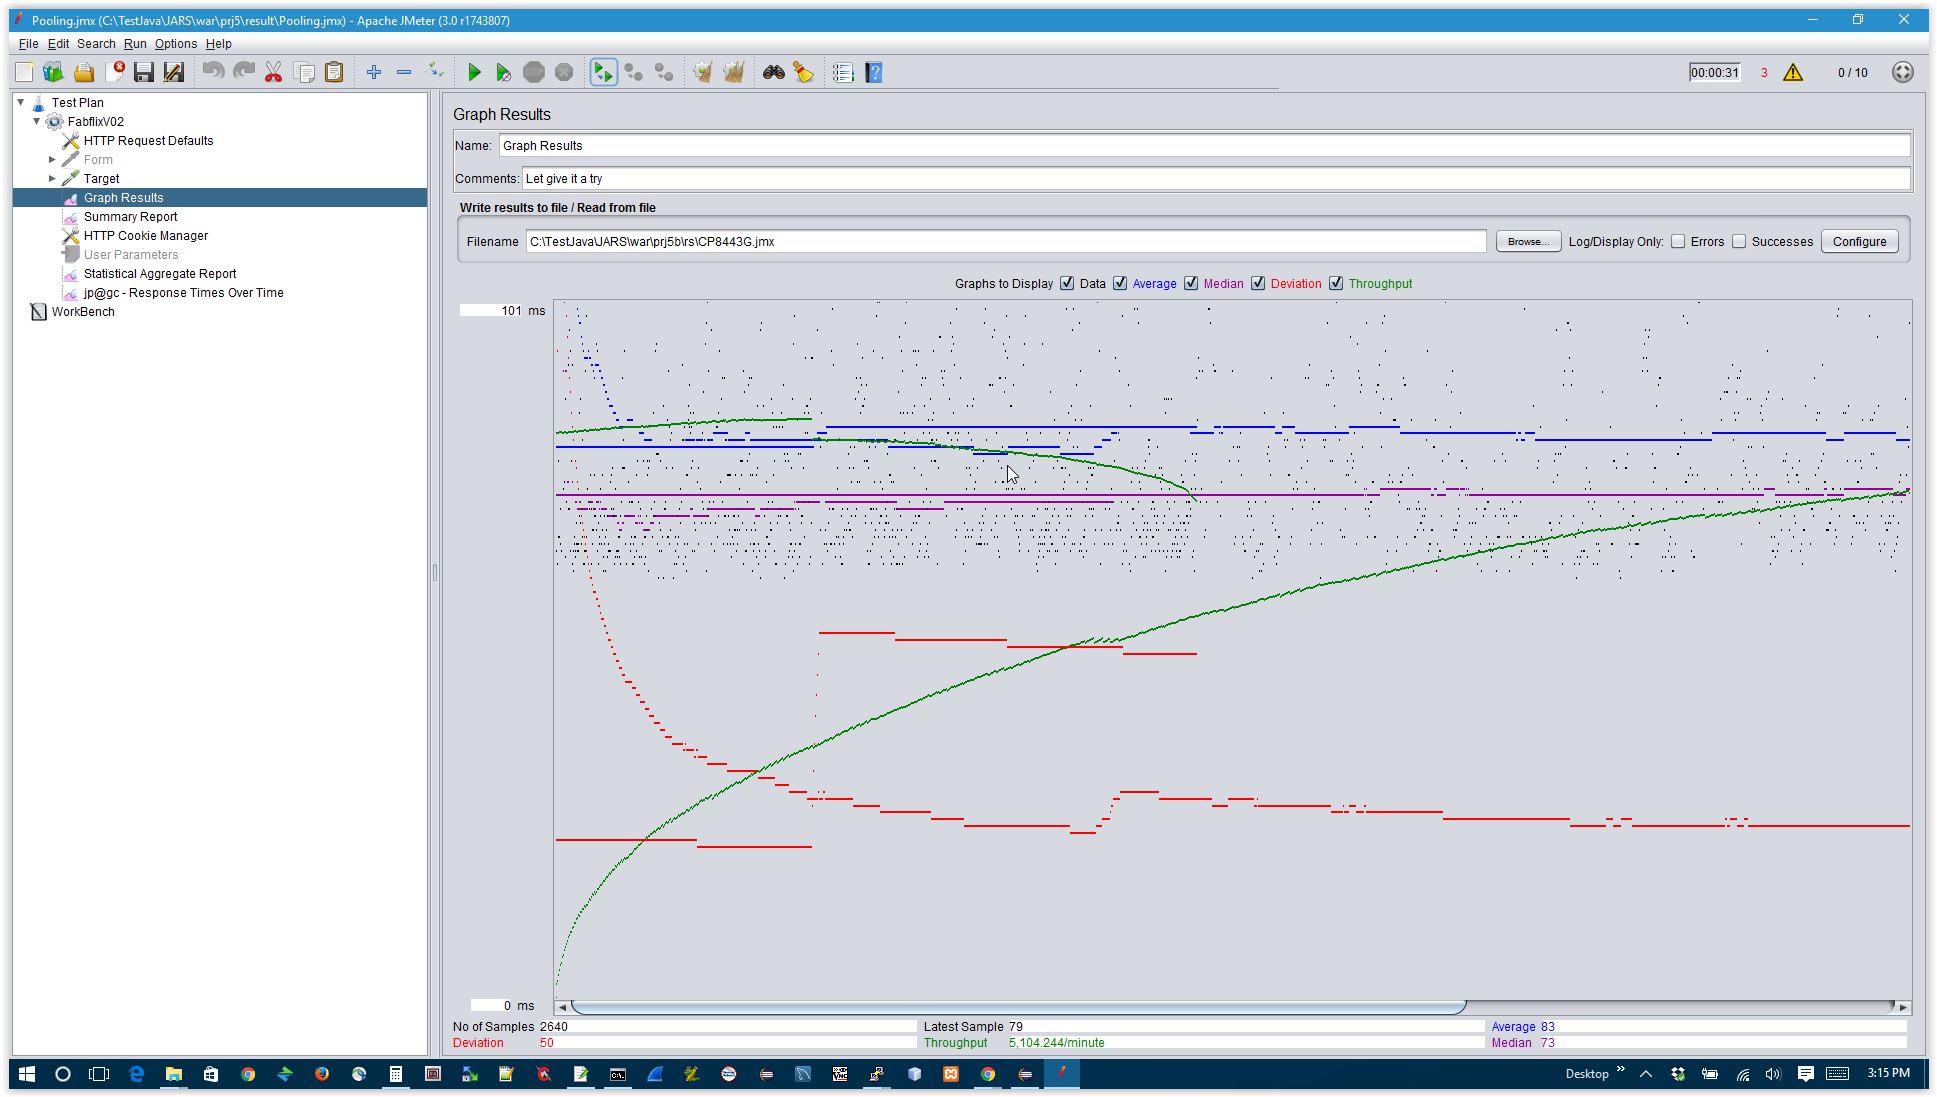 Pooling.jmx (C:\TestJava\JARS\war\prj5\result\Pooling.jmx) - Apache JMeter (3.0 r1743807)
File Edit Search Run Options Help
00:00:31 3 0 / 10
Test Plan
FabflixV02
HTTP Request Defaults
Form
Target
Graph Results
Summary Report
HTTP Cookie Manager
User Parameters
Statistical Aggregate Report
jp@gc - Response Times Over Time
WorkBench
Graph Results
Name: Graph Results
Comments: Let give it a try
Write results to file / Read from file
Filename C:\TestJava\JARS\war\prj5b\rs\CP8443G.jmx Browse... Log/Display Only: Errors Successes Configure
Graphs to Display Data Average Median Deviation Throughput
101 ms
0 ms
No of Samples 2640 Latest Sample 79 Average 83
Deviation 50 Throughput 5,104.244/minute Median 73
Desktop 3:15 PM